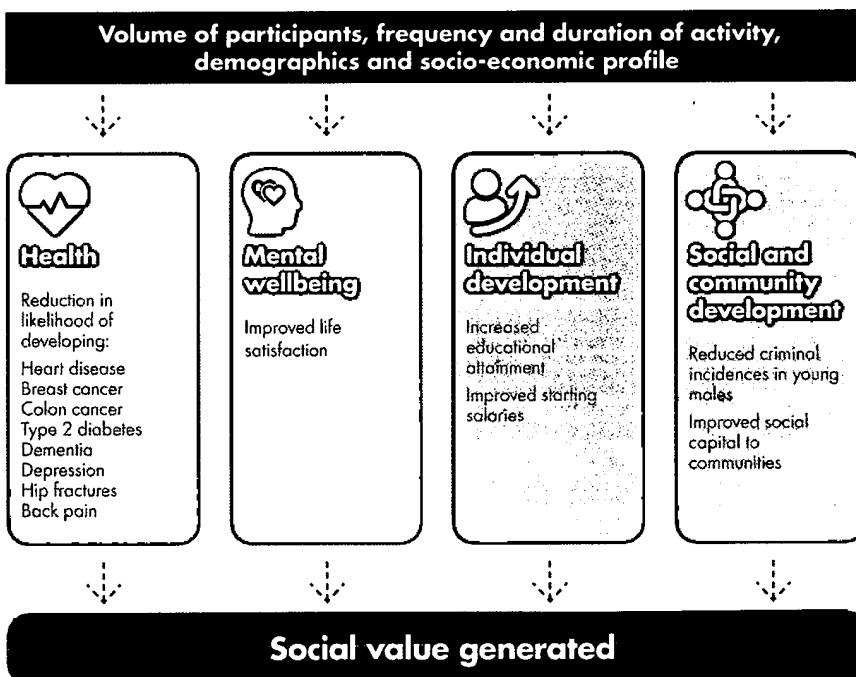 Volume of participants, frequency and duration of activity,
demographics and socio-economic profile
Health
Reduction in
likelihood of
developing:
Heart disease
Breast cancer
Colon cancer
Type 2 diabetes
Dementia
Depression
Hip fractures
Back pain
Mental
wellbeing
Improved life
satisfaction
Individual
development
Increased
educational
attainment
Improved starting
salaries
Social and
community
development
Reduced criminal
incidences in young
males
Improved social
capital to
communities
Social value generated